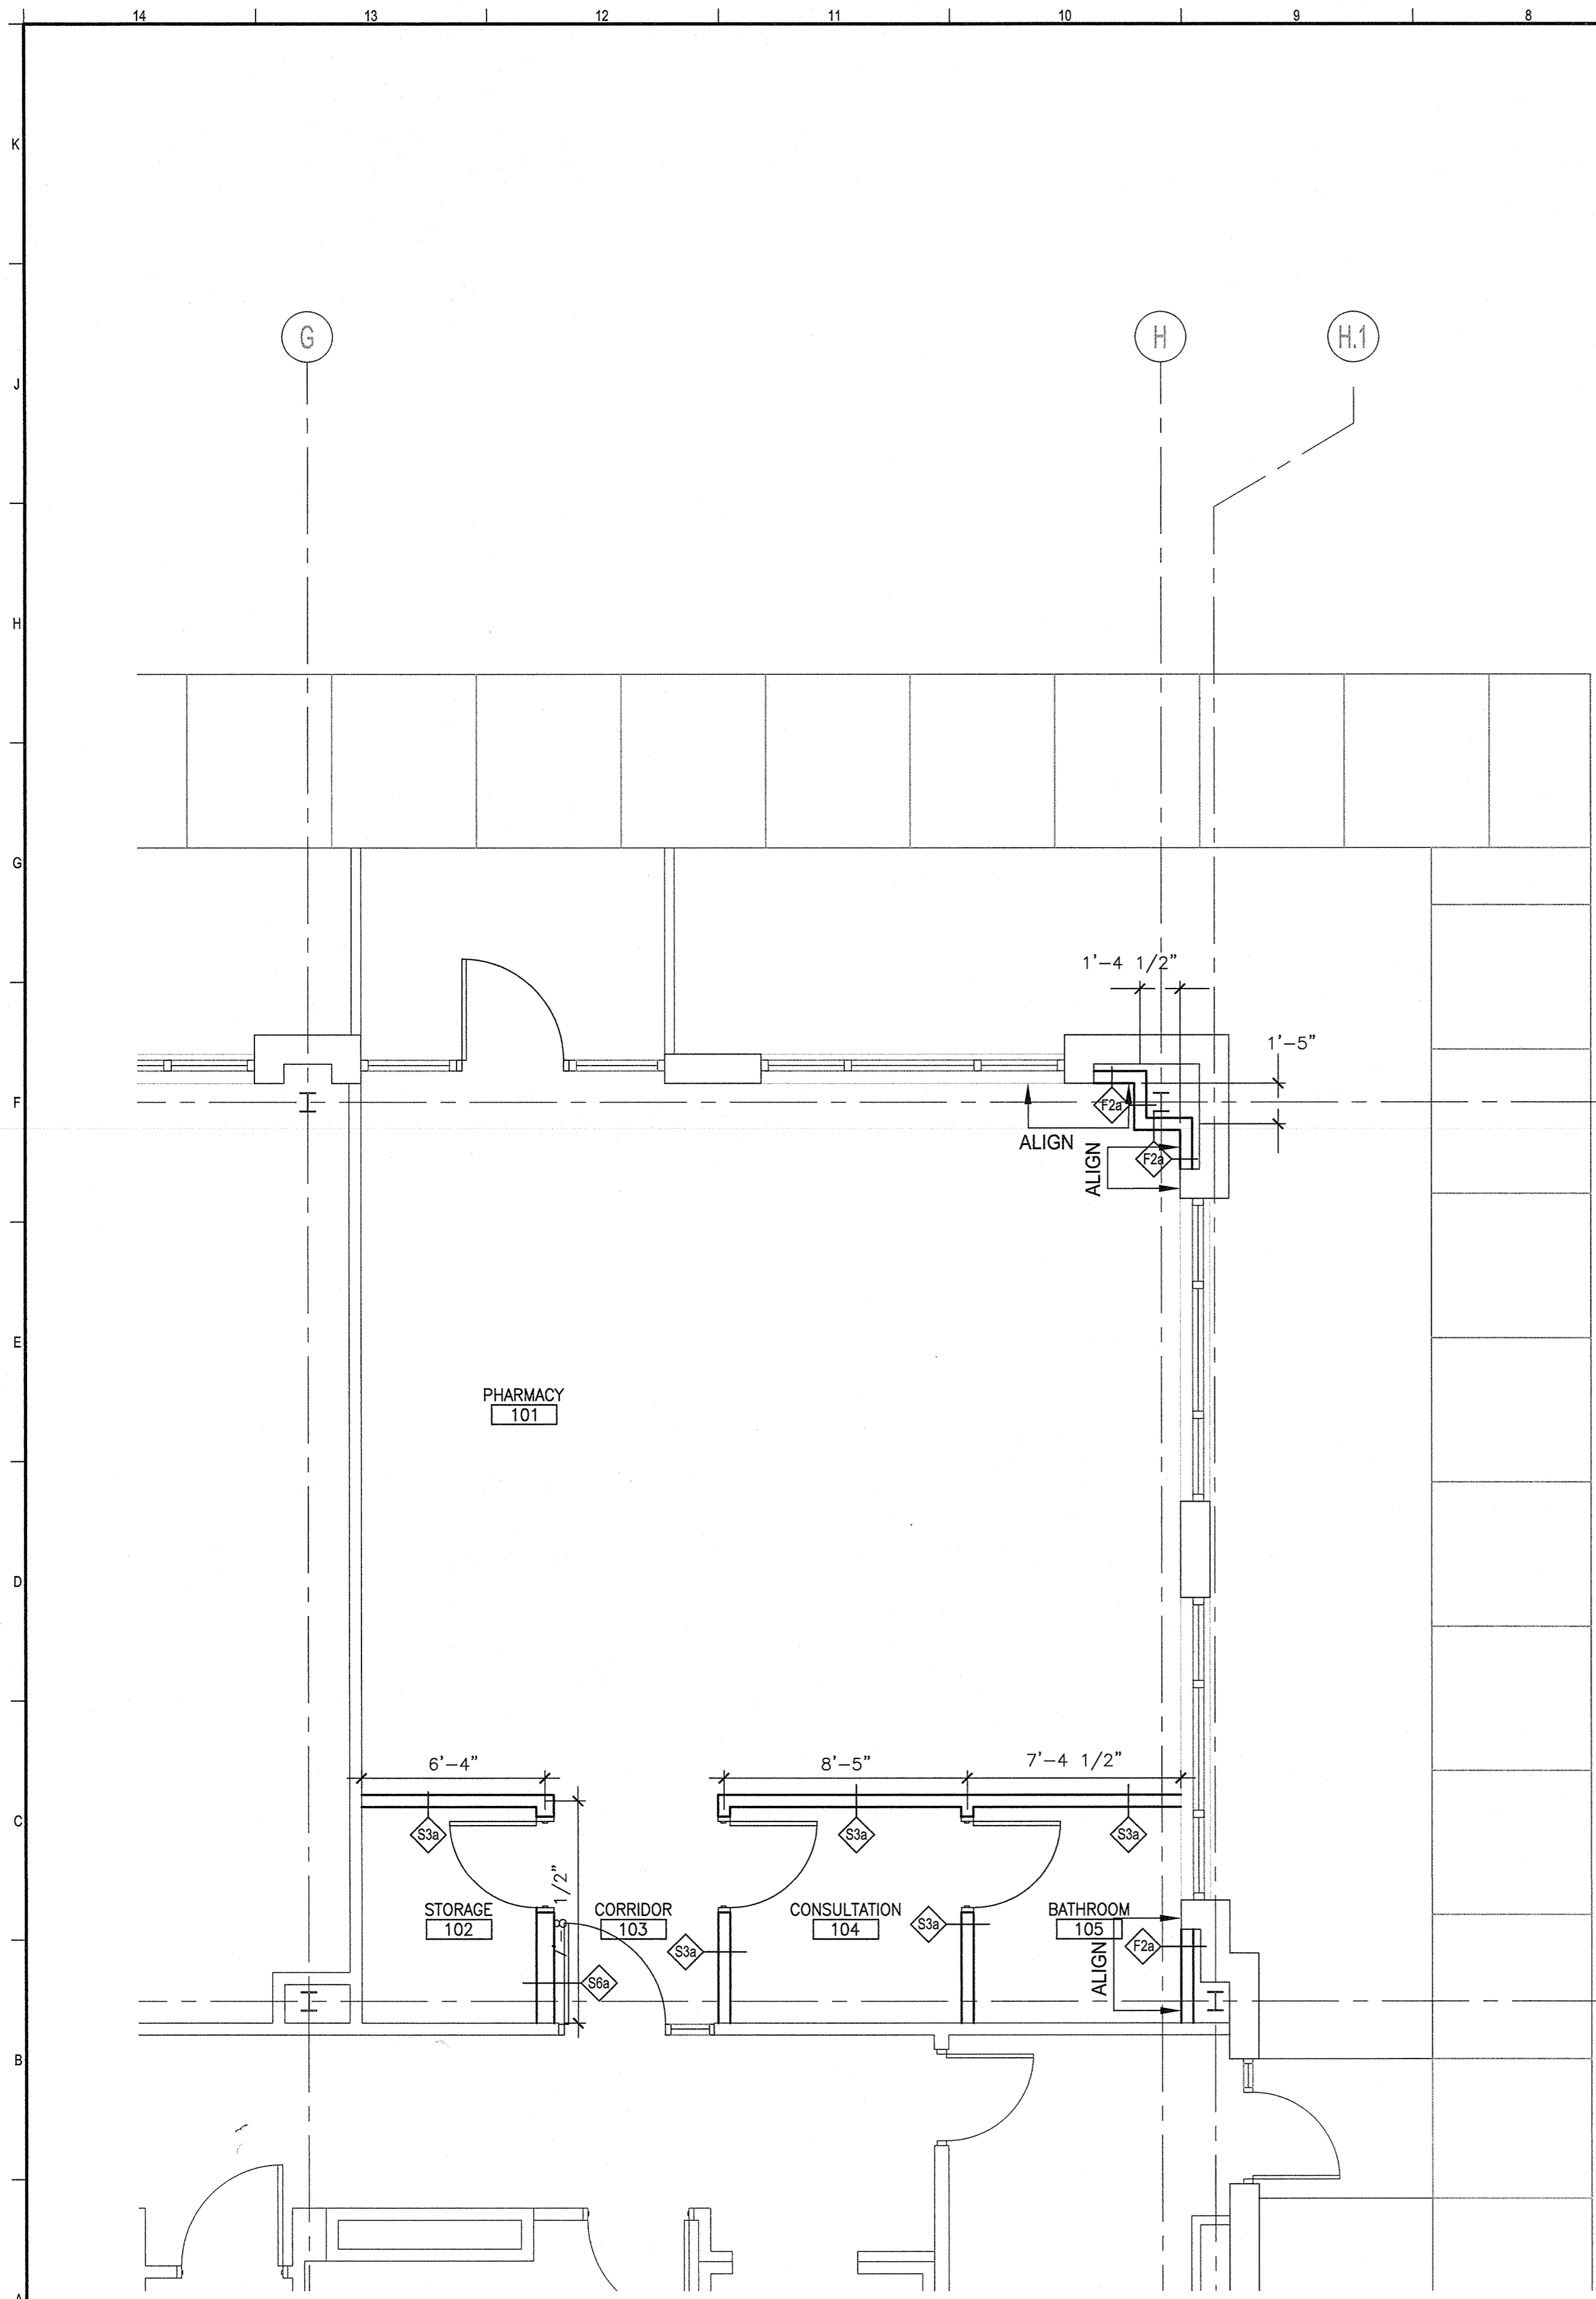 14 13 12 11 10 9 8
K
G H H.1
J
H
G
1'-4 1/2"
1'-5"
F
F2a
ALIGN
ALIGN
F2a
E
PHARMACY
101
D
6'-4" 8'-5" 7'-4 1/2"
C
S3a S3a S3a
1/2"
STORAGE CORRIDOR CONSULTATION BATHROOM
102 103 104 105
S3a
S3a
F2a
ALIGN
S6a
B
A